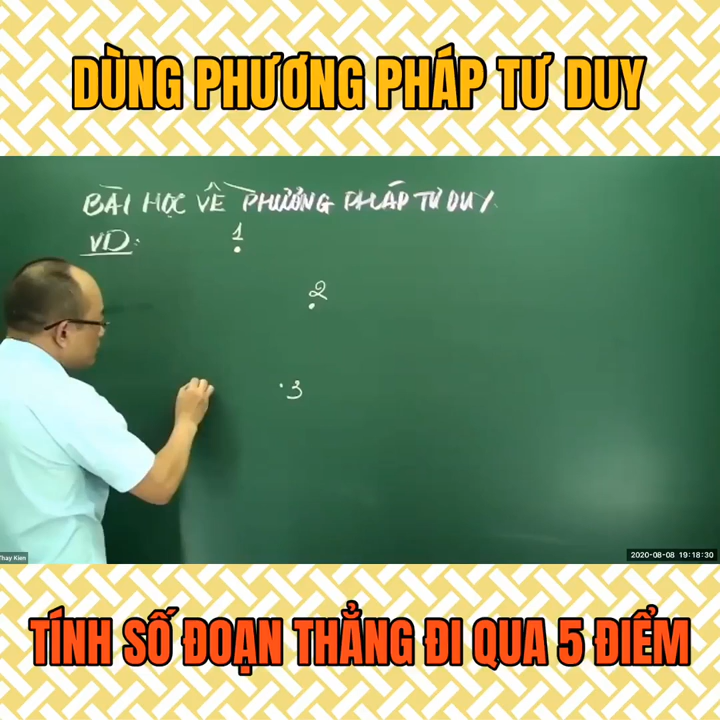 DÙNG PHƯƠNG PHÁP TƯ DUY
BÀI HỌC VỀ PHƯƠNG PHÁP TƯ DUY
VD:
1
2
3
Thay Kien
2020-08-08 19:18:30
TÍNH SỐ ĐOẠN THẲNG ĐI QUA 5 ĐIỂM